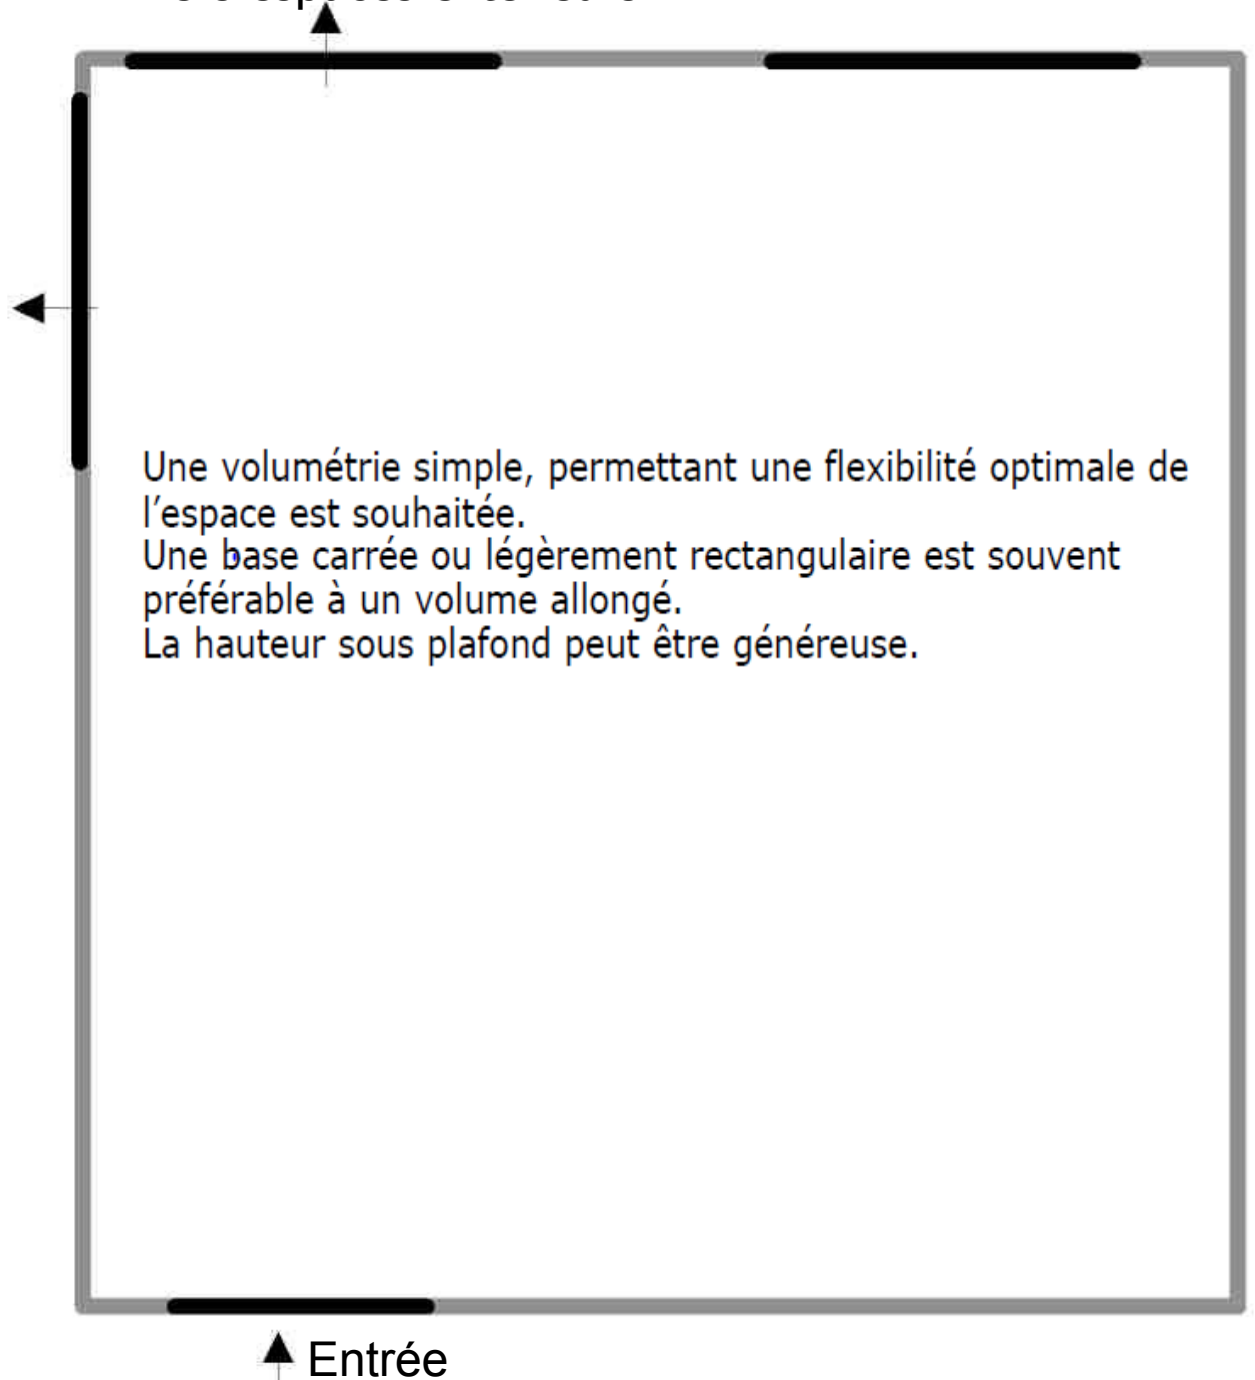 Une volumétrie simple, permettant une flexibilité optimale de
l’espace est souhaitée.
Une base carrée ou légèrement rectangulaire est souvent
préférable à un volume allongé.
La hauteur sous plafond peut être généreuse.
Entrée